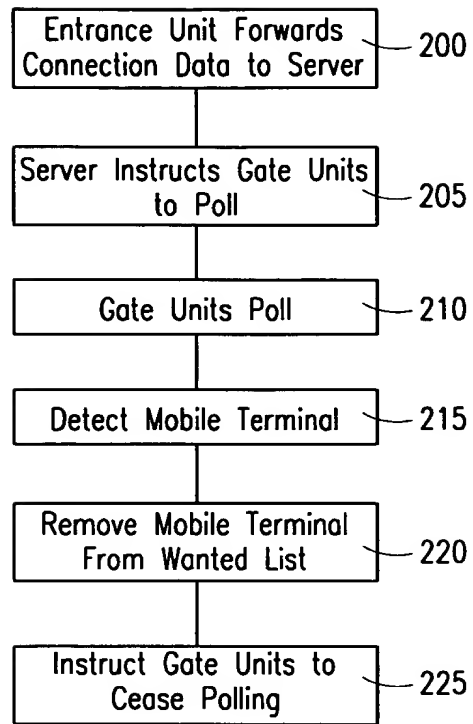 Entrance Unit Forwards
Connection Data to Server
200
Server Instructs Gate Units
to Poll
205
Gate Units Poll
210
Detect Mobile Terminal
215
Remove Mobile Terminal
From Wanted List
220
Instruct Gate Units to
Cease Polling
225